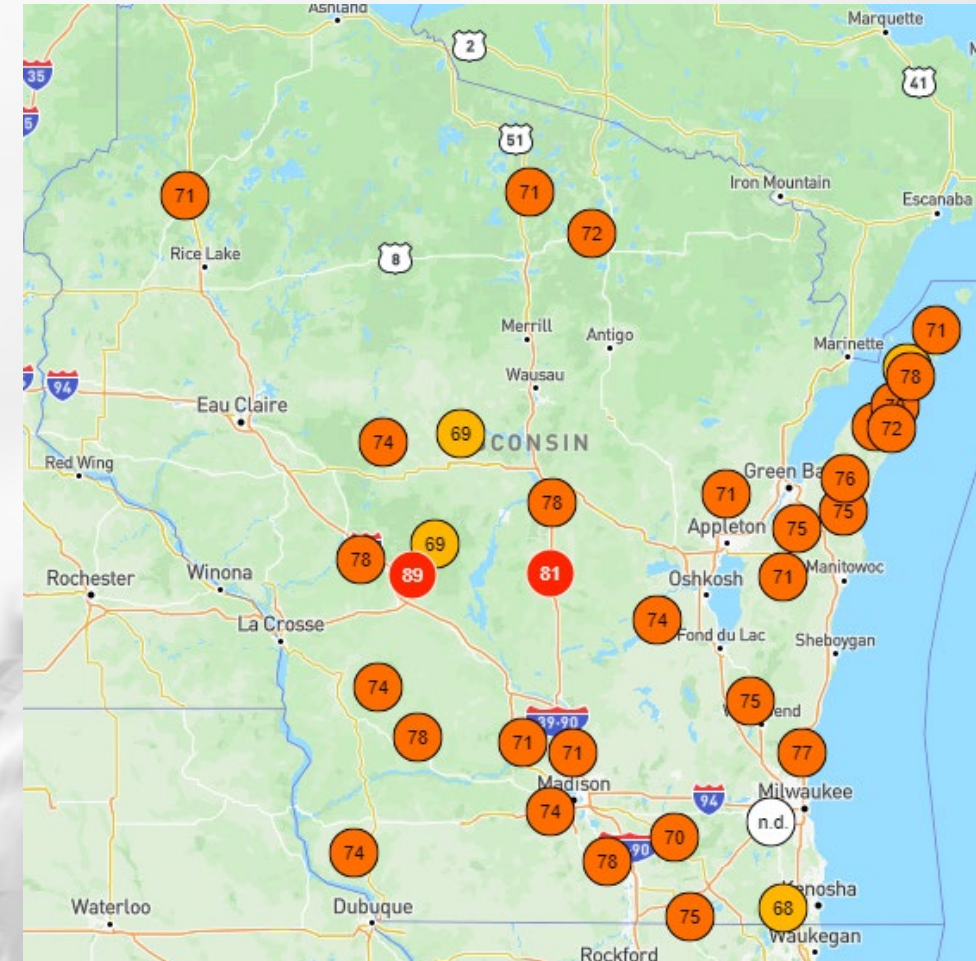 Ashland
Marquette
2
35
41
51
71
71
Iron Mountain
Escanaba
72
Rice Lake
8
71
Merrill
Antigo
Marinette
Wausau
78
94
Eau Claire
69
74
CONSIN
72
Red Wing
Green Ba
76
71
78
75
Appleton
75
69
78
89
81
71
Manitowoc
Rochester
Winona
Oshkosh
La Crosse
74
Fond du Lac
Sheboygan
74
75
end
39-90
78
71
71
77
Madison
Milwaukee
94
74
n.d.
70
-90
74
78
Kenosha
68
Waterloo
Dubuque
75
Waukegan
Rockford